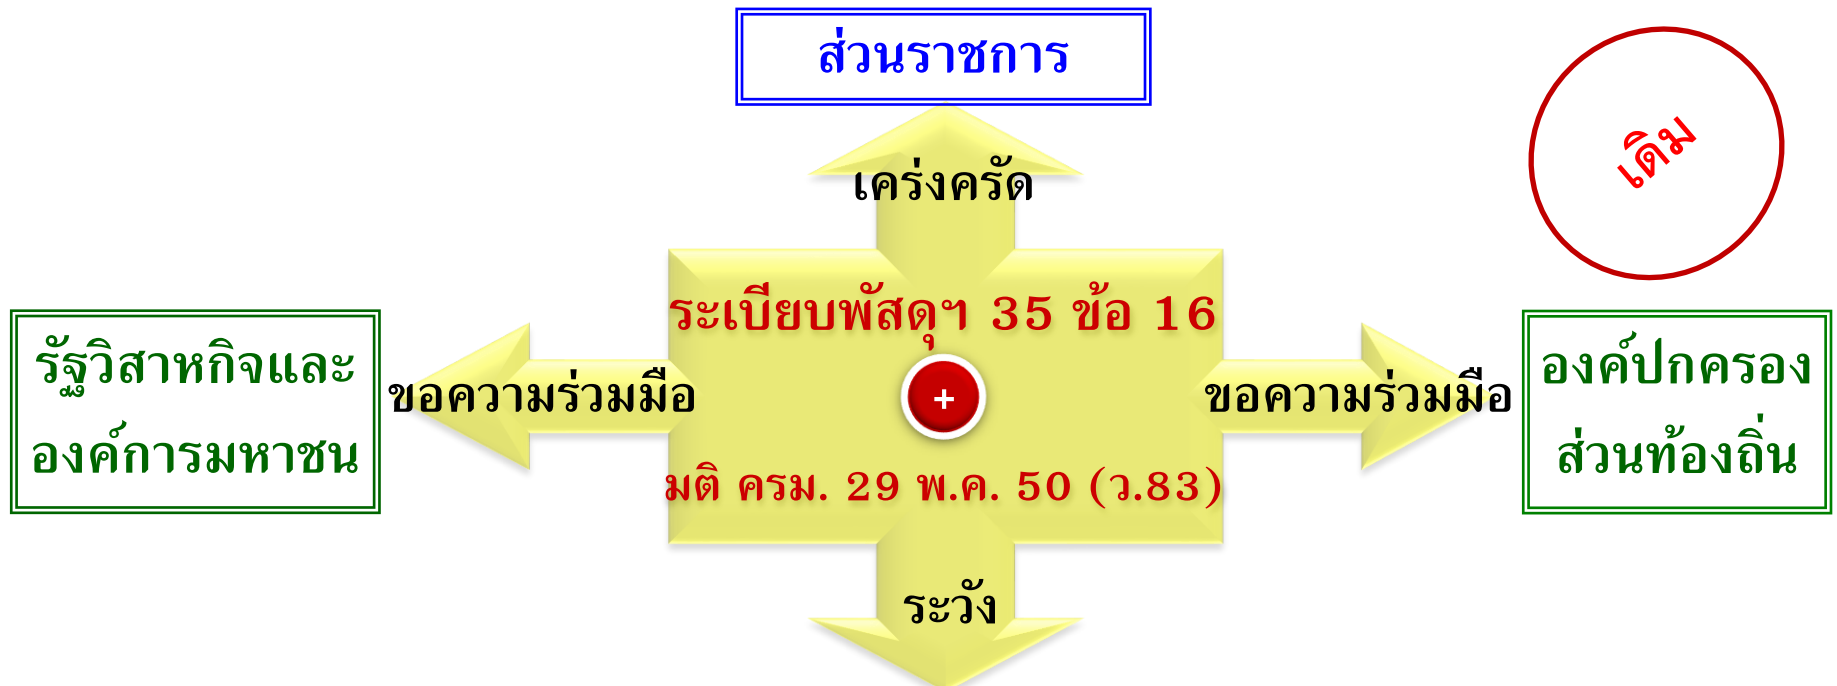 ส่วนราชการ
เดิม
เคร่งครัด
ระเบียบพัสดุฯ 35 ข้อ 16
รัฐวิสาหกิจและ
องค์การมหาชน
ขอความร่วมมือ
+
ขอความร่วมมือ
องค์ปกครอง
ส่วนท้องถิ่น
มติ ครม. 29 พ.ค. 50 (ว.83)
ระวัง